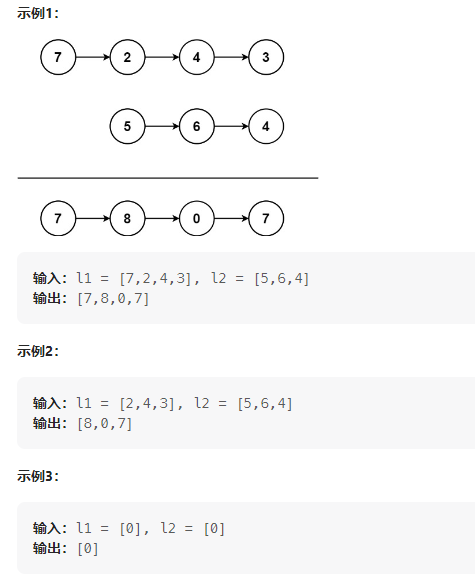 示例1：
7 2 4 3
5 6 4
7 8 0 7
输入：l1 = [7,2,4,3], l2 = [5,6,4]
输出：[7,8,0,7]
示例2：
输入：l1 = [2,4,3], l2 = [5,6,4]
输出：[8,0,7]
示例3：
输入：l1 = [0], l2 = [0]
输出：[0]